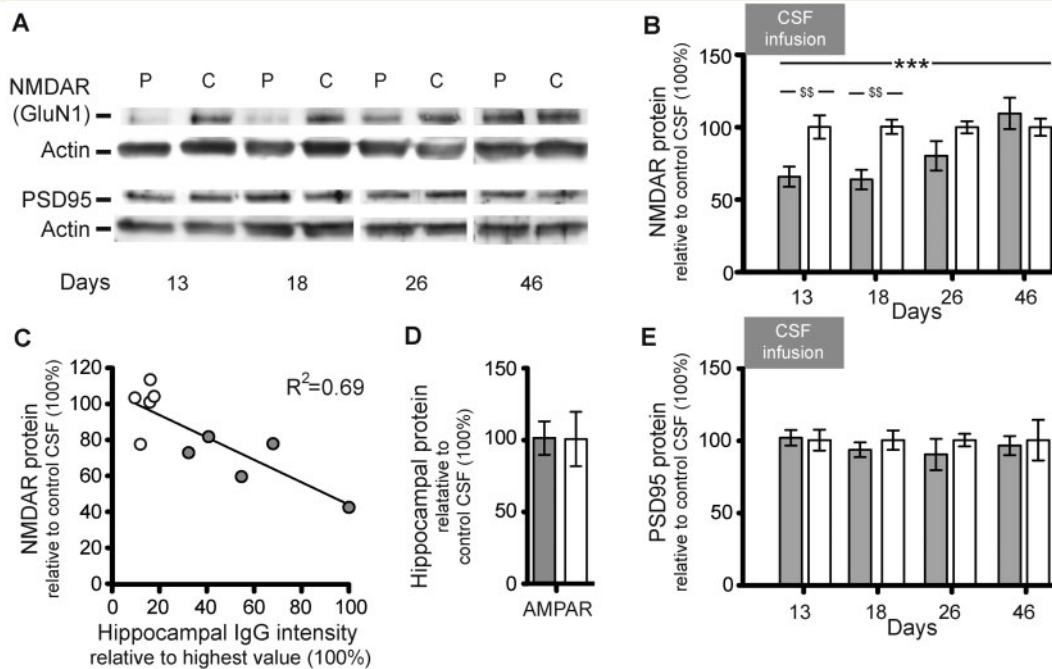 A
P C P C P C P C
NMDAR
(GluN1)
Actin
PSD95
Actin
Days 13 18 26 46
B
CSF
infusion
NMDAR protein
relative to control CSF (100%)
150
100
50
0
***
$$ $$
13 18 26 46
Days
C
NMDAR protein
relative to control CSF (100%)
120
100
80
60
40
20
0
R²=0.69
0 20 40 60 80 100
Hippocampal IgG intensity
relative to highest value (100%)
D
Hippocampal protein
relatative to
control CSF (100%)
150
100
50
0
AMPAR
E
CSF
infusion
PSD95 protein
relative to control CSF (100%)
150
100
50
0
13 18 26 46
Days